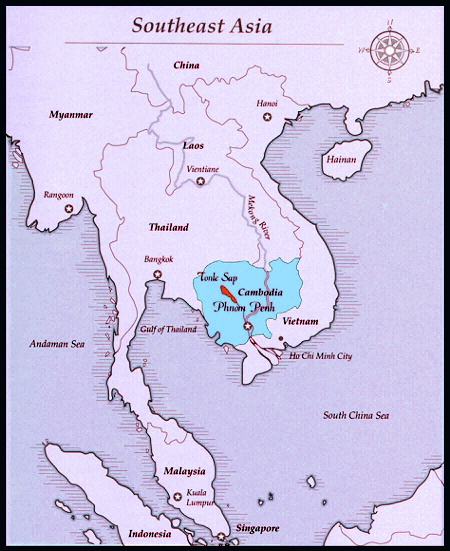 Southeast Asia
N
W
E
S
China
Hanoi
Myanmar
Laos
Hainan
Vientiane
Rangoon
Mekong River
Thailand
Bangkok
Tonle Sap
Cambodia
Phnom Penh
Vietnam
Gulf of Thailand
Andaman Sea
Ho Chi Minh City
South China Sea
Malaysia
Kuala
Lumpur
Indonesia
Singapore